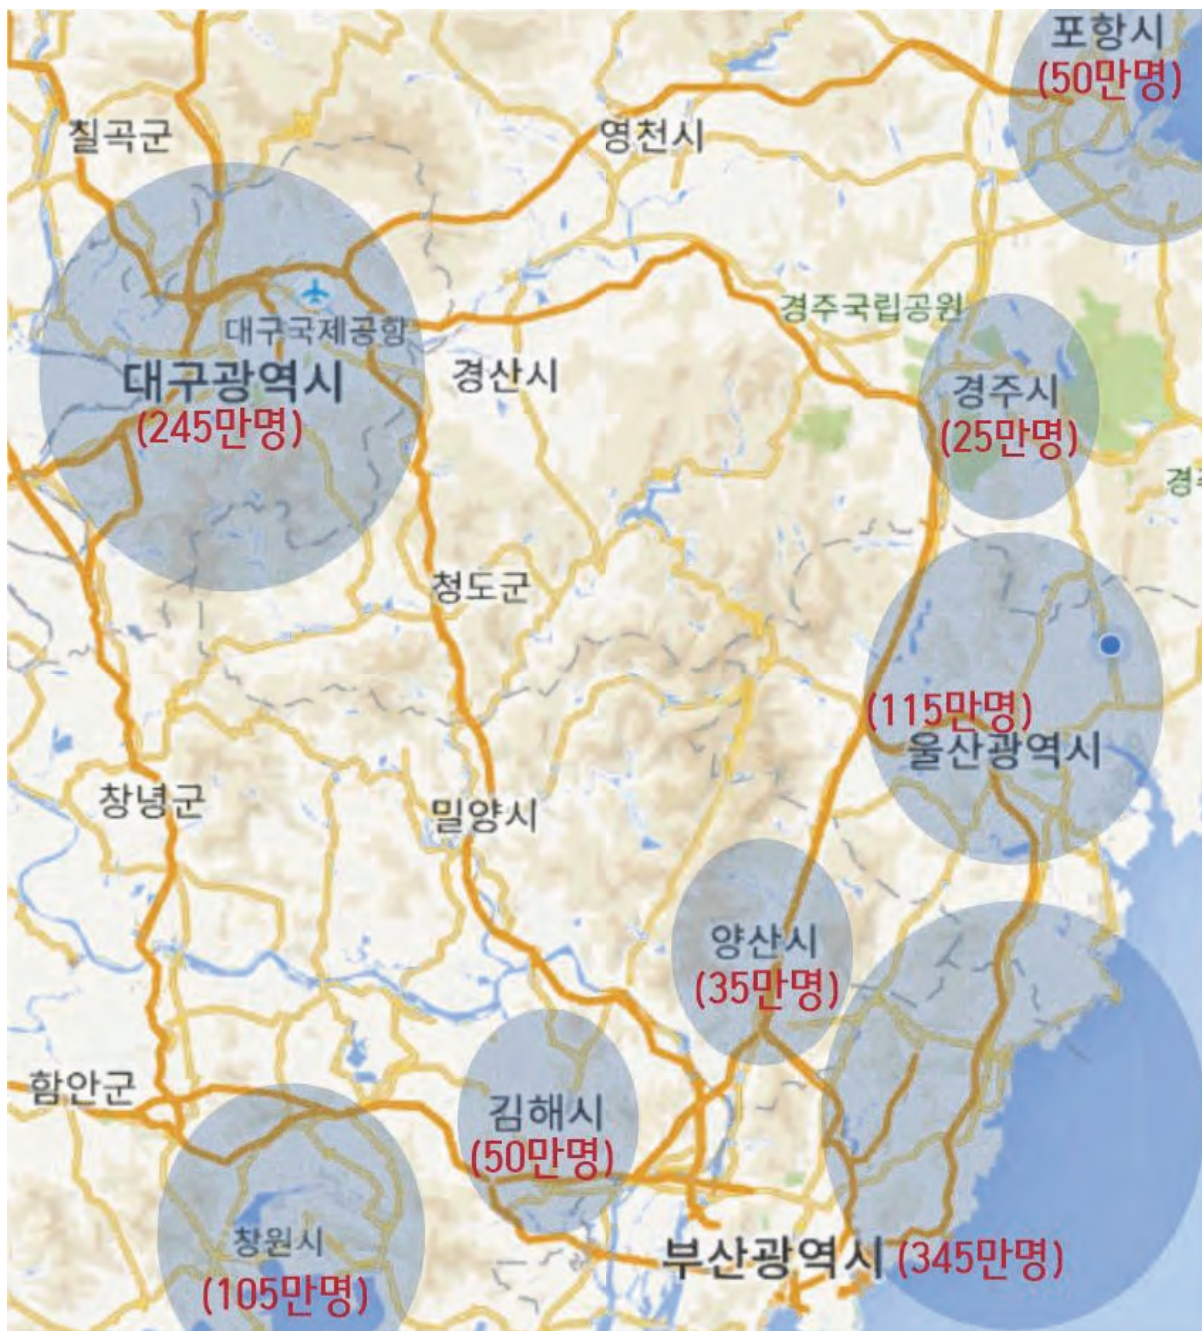 포항시
(50만명)
칠곡군
영천시
경주국립공원
대구국제공항
대구광역시
(245만명)
경산시
경주시
(25만명)
청도군
(115만명)
울산광역시
창녕군
밀양시
양산시
(35만명)
함안군
김해시
(50만명)
창원시
(105만명)
부산광역시 (345만명)